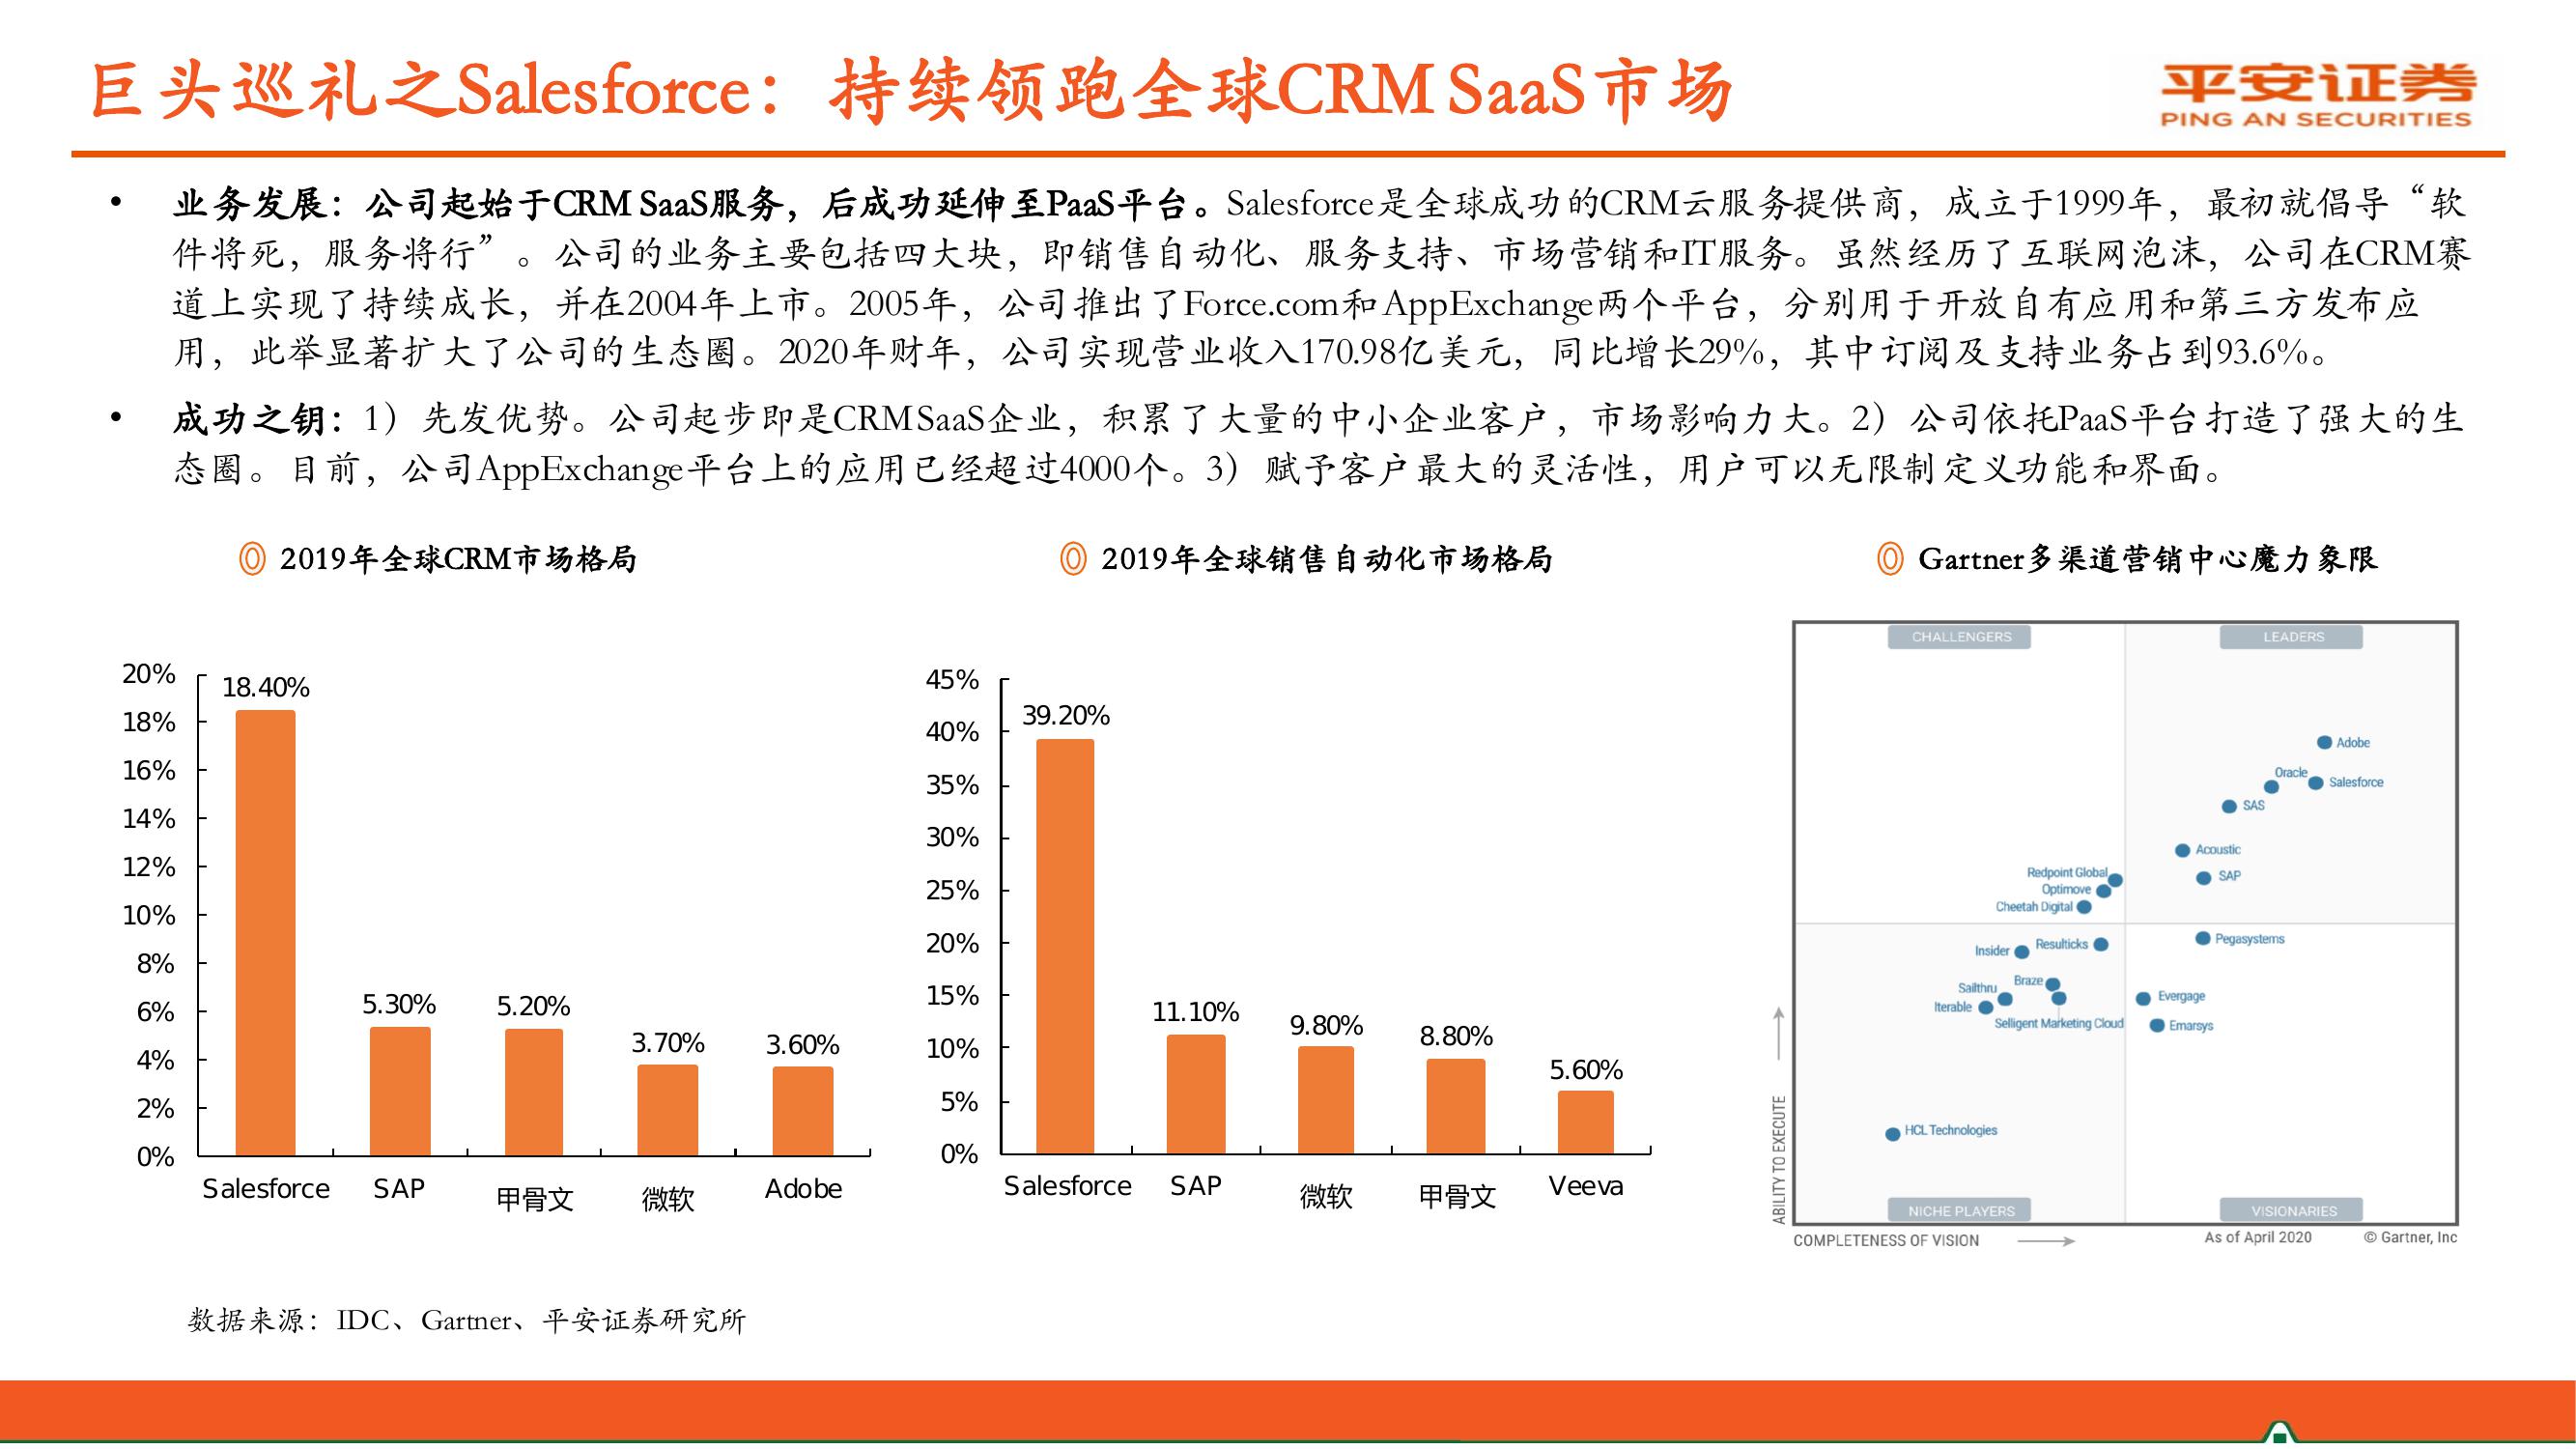 巨头巡礼之Salesforce：持续领跑全球CRM SaaS市场
平安证券
PING AN SECURITIES
• 业务发展：公司起始于CRM SaaS服务，后成功延伸至PaaS平台。Salesforce是全球成功的CRM云服务提供商，成立于1999年，最初就倡导“软
件将死，服务将行”。公司的业务主要包括四大块，即销售自动化、服务支持、市场营销和IT服务。虽然经历了互联网泡沫，公司在CRM赛
道上实现了持续成长，并在2004年上市。2005年，公司推出了Force.com和AppExchange两个平台，分别用于开放自有应用和第三方发布应
用，此举显著扩大了公司的生态圈。2020年财年，公司实现营业收入170.98亿美元，同比增长29%，其中订阅及支持业务占到93.6%。
• 成功之钥：1）先发优势。公司起步即是CRM SaaS企业，积累了大量的中小企业客户，市场影响力大。2）公司依托PaaS平台打造了强大的生
态圈。目前，公司AppExchange平台上的应用已经超过4000个。3）赋予客户最大的灵活性，用户可以无限制定义功能和界面。
2019年全球CRM市场格局
20%
18%
16%
14%
12%
10%
8%
6%
4%
2%
0%
18.40%
5.30%
5.20%
3.70%
3.60%
Salesforce
SAP
甲骨文
微软
Adobe
2019年全球销售自动化市场格局
45%
40%
35%
30%
25%
20%
15%
10%
5%
0%
39.20%
11.10%
9.80%
8.80%
5.60%
Salesforce
SAP
微软
甲骨文
Veeva
Gartner多渠道营销中心魔力象限
CHALLENGERS
LEADERS
Adobe
Oracle
Salesforce
SAS
Acoustic
SAP
Redpoint Global
Optimove
Cheetah Digital
Pegasystems
Resulticks
Insider
Braze
Sailthru
Iterable
Selligent Marketing Cloud
Evergage
Emarsys
HCL Technologies
NICHE PLAYERS
VISIONARIES
ABILITY TO EXECUTE
COMPLETENESS OF VISION
As of April 2020
© Gartner, Inc
数据来源：IDC、Gartner、平安证券研究所